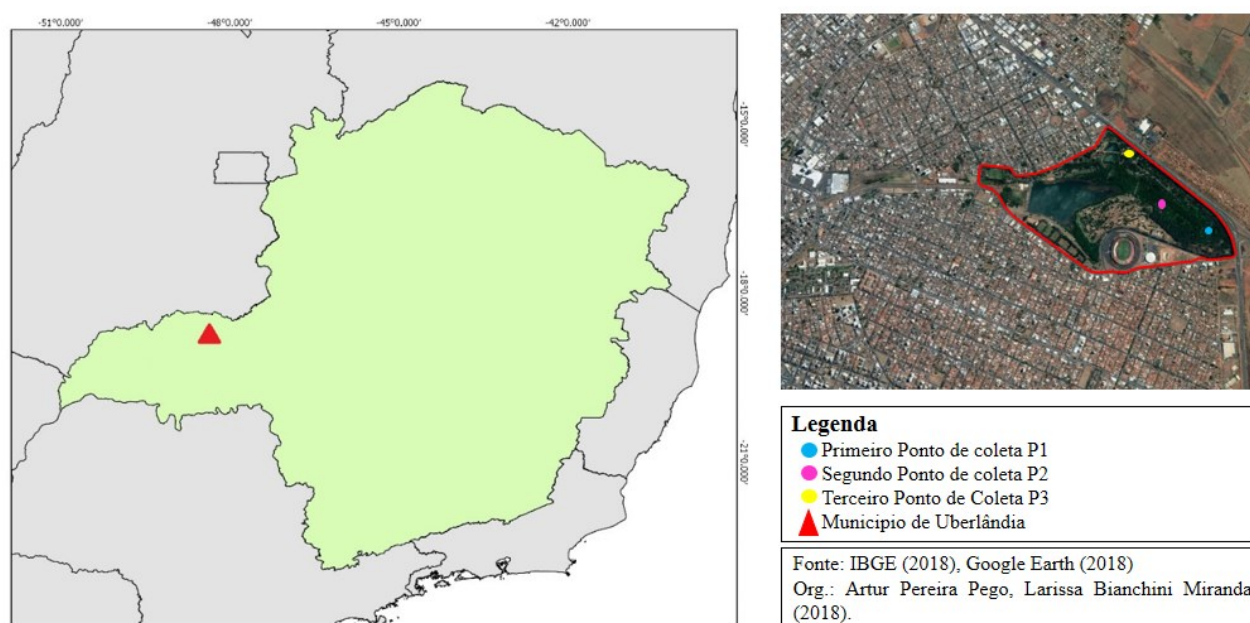 -51°0.000'
-48°0.000'
-45°0.000'
-42°0.000'
-15°0.000'
-18°0.000'
-21°0.000'
Legenda
Primeiro Ponto de coleta P1
Segundo Ponto de coleta P2
Terceiro Ponto de Coleta P3
Municipio de Uberlândia
Fonte: IBGE (2018), Google Earth (2018)
Org.: Artur Pereira Pego, Larissa Bianchini Miranda
(2018).